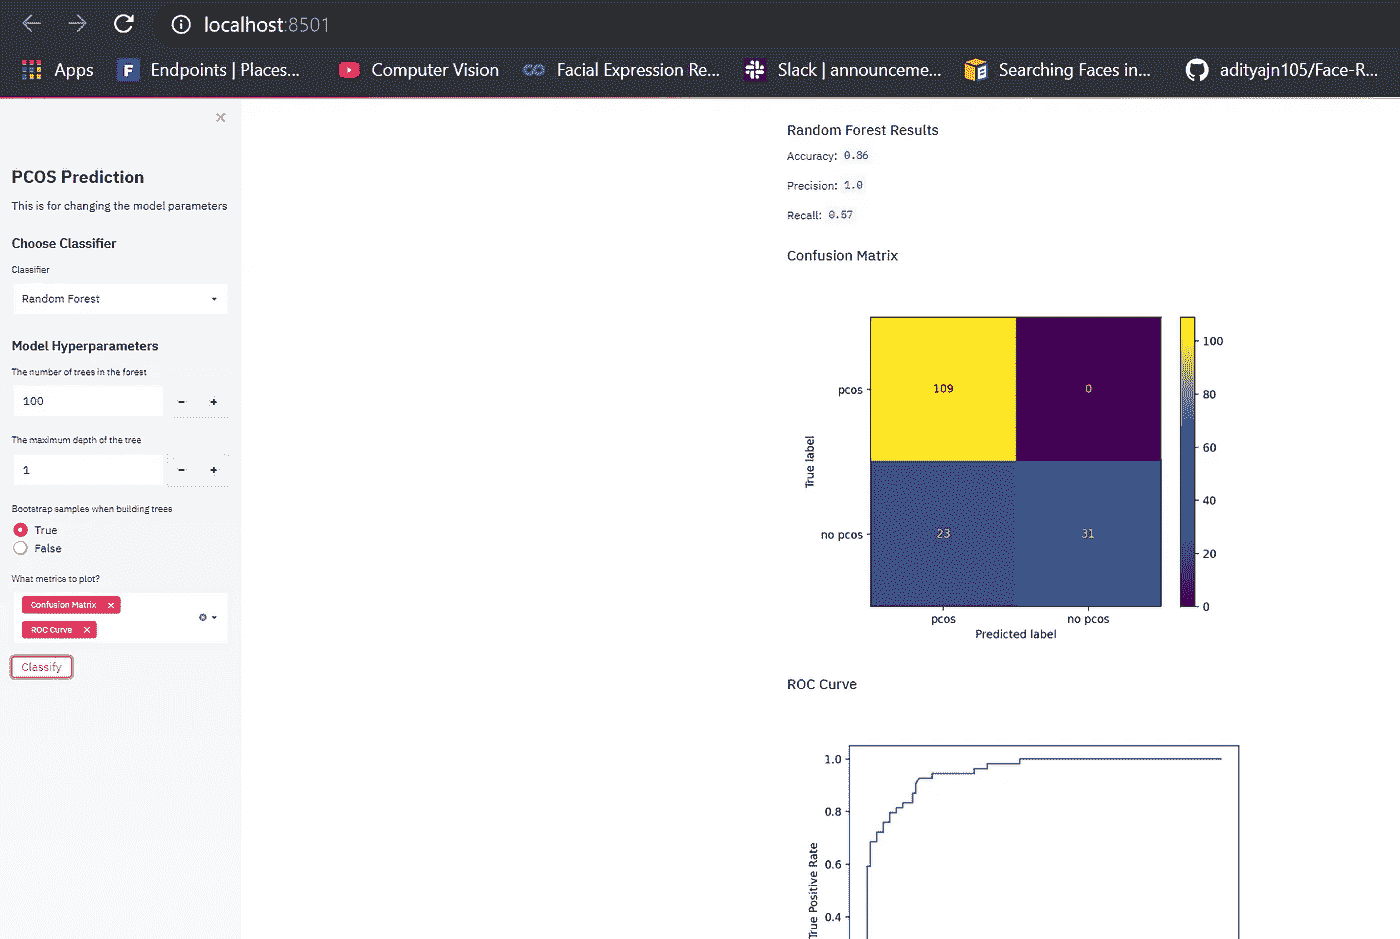 localhost:8501
Apps
Endpoints | Places...
Computer Vision
Facial Expression Re...
Slack | announceme...
Searching Faces in...
adityajn105/Face-R...
×
PCOS Prediction
This is for changing the model parameters
Choose Classifier
Classifier
Random Forest
Model Hyperparameters
The number of trees in the forest
100
− +
The maximum depth of the tree
1
− +
Bootstrap samples when building trees
True
False
What metrics to plot?
Confusion Matrix ×
ROC Curve ×
Classify
Random Forest Results
Accuracy: 0.86
Precision: 1.0
Recall: 0.57
Confusion Matrix
109 0
23 31
pcos
no pcos
True label
pcos no pcos
Predicted label
100
80
60
40
20
0
ROC Curve
1.0
0.8
0.6
0.4
True Positive Rate